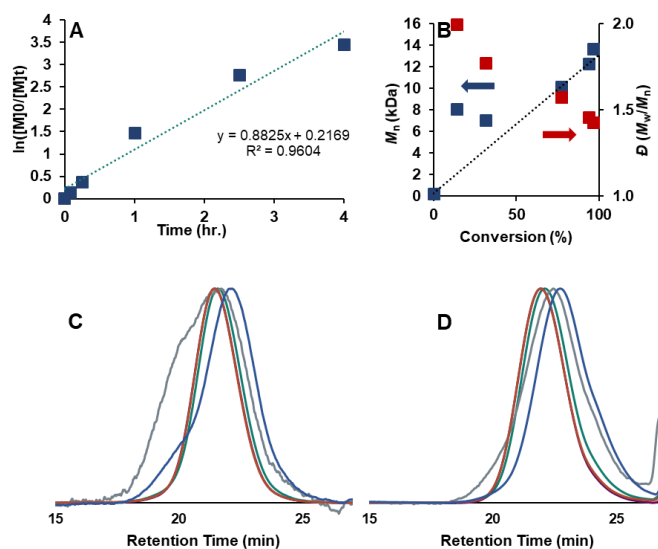 A
4
3.5
3
2.5
2
1.5
1
0.5
0
ln([M]0/[M]t)
y = 0.8825x + 0.2169
R² = 0.9604
0 1 2 3 4
Time (hr.)
B
16
14
12
10
8
6
4
2
0
Mn (kDa)
2.0
1.5
1.0
Đ (Mw/Mn)
0 50 100
Conversion (%)
C
15 20 25
Retention Time (min)
D
15 20 25
Retention Time (min)